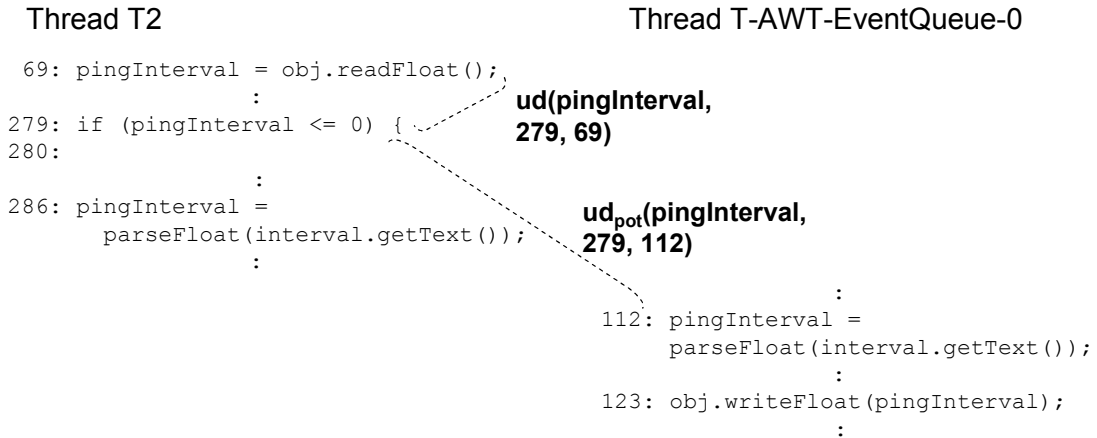 Thread T2
Thread T-AWT-EventQueue-0
69: pingInterval = obj.readFloat();
:
279: if (pingInterval <= 0) {
280:
:
286: pingInterval =
parseFloat(interval.getText());
:
ud(pingInterval,
279, 69)
udpot(pingInterval,
279, 112)
:
112: pingInterval =
parseFloat(interval.getText());
:
123: obj.writeFloat(pingInterval);
: